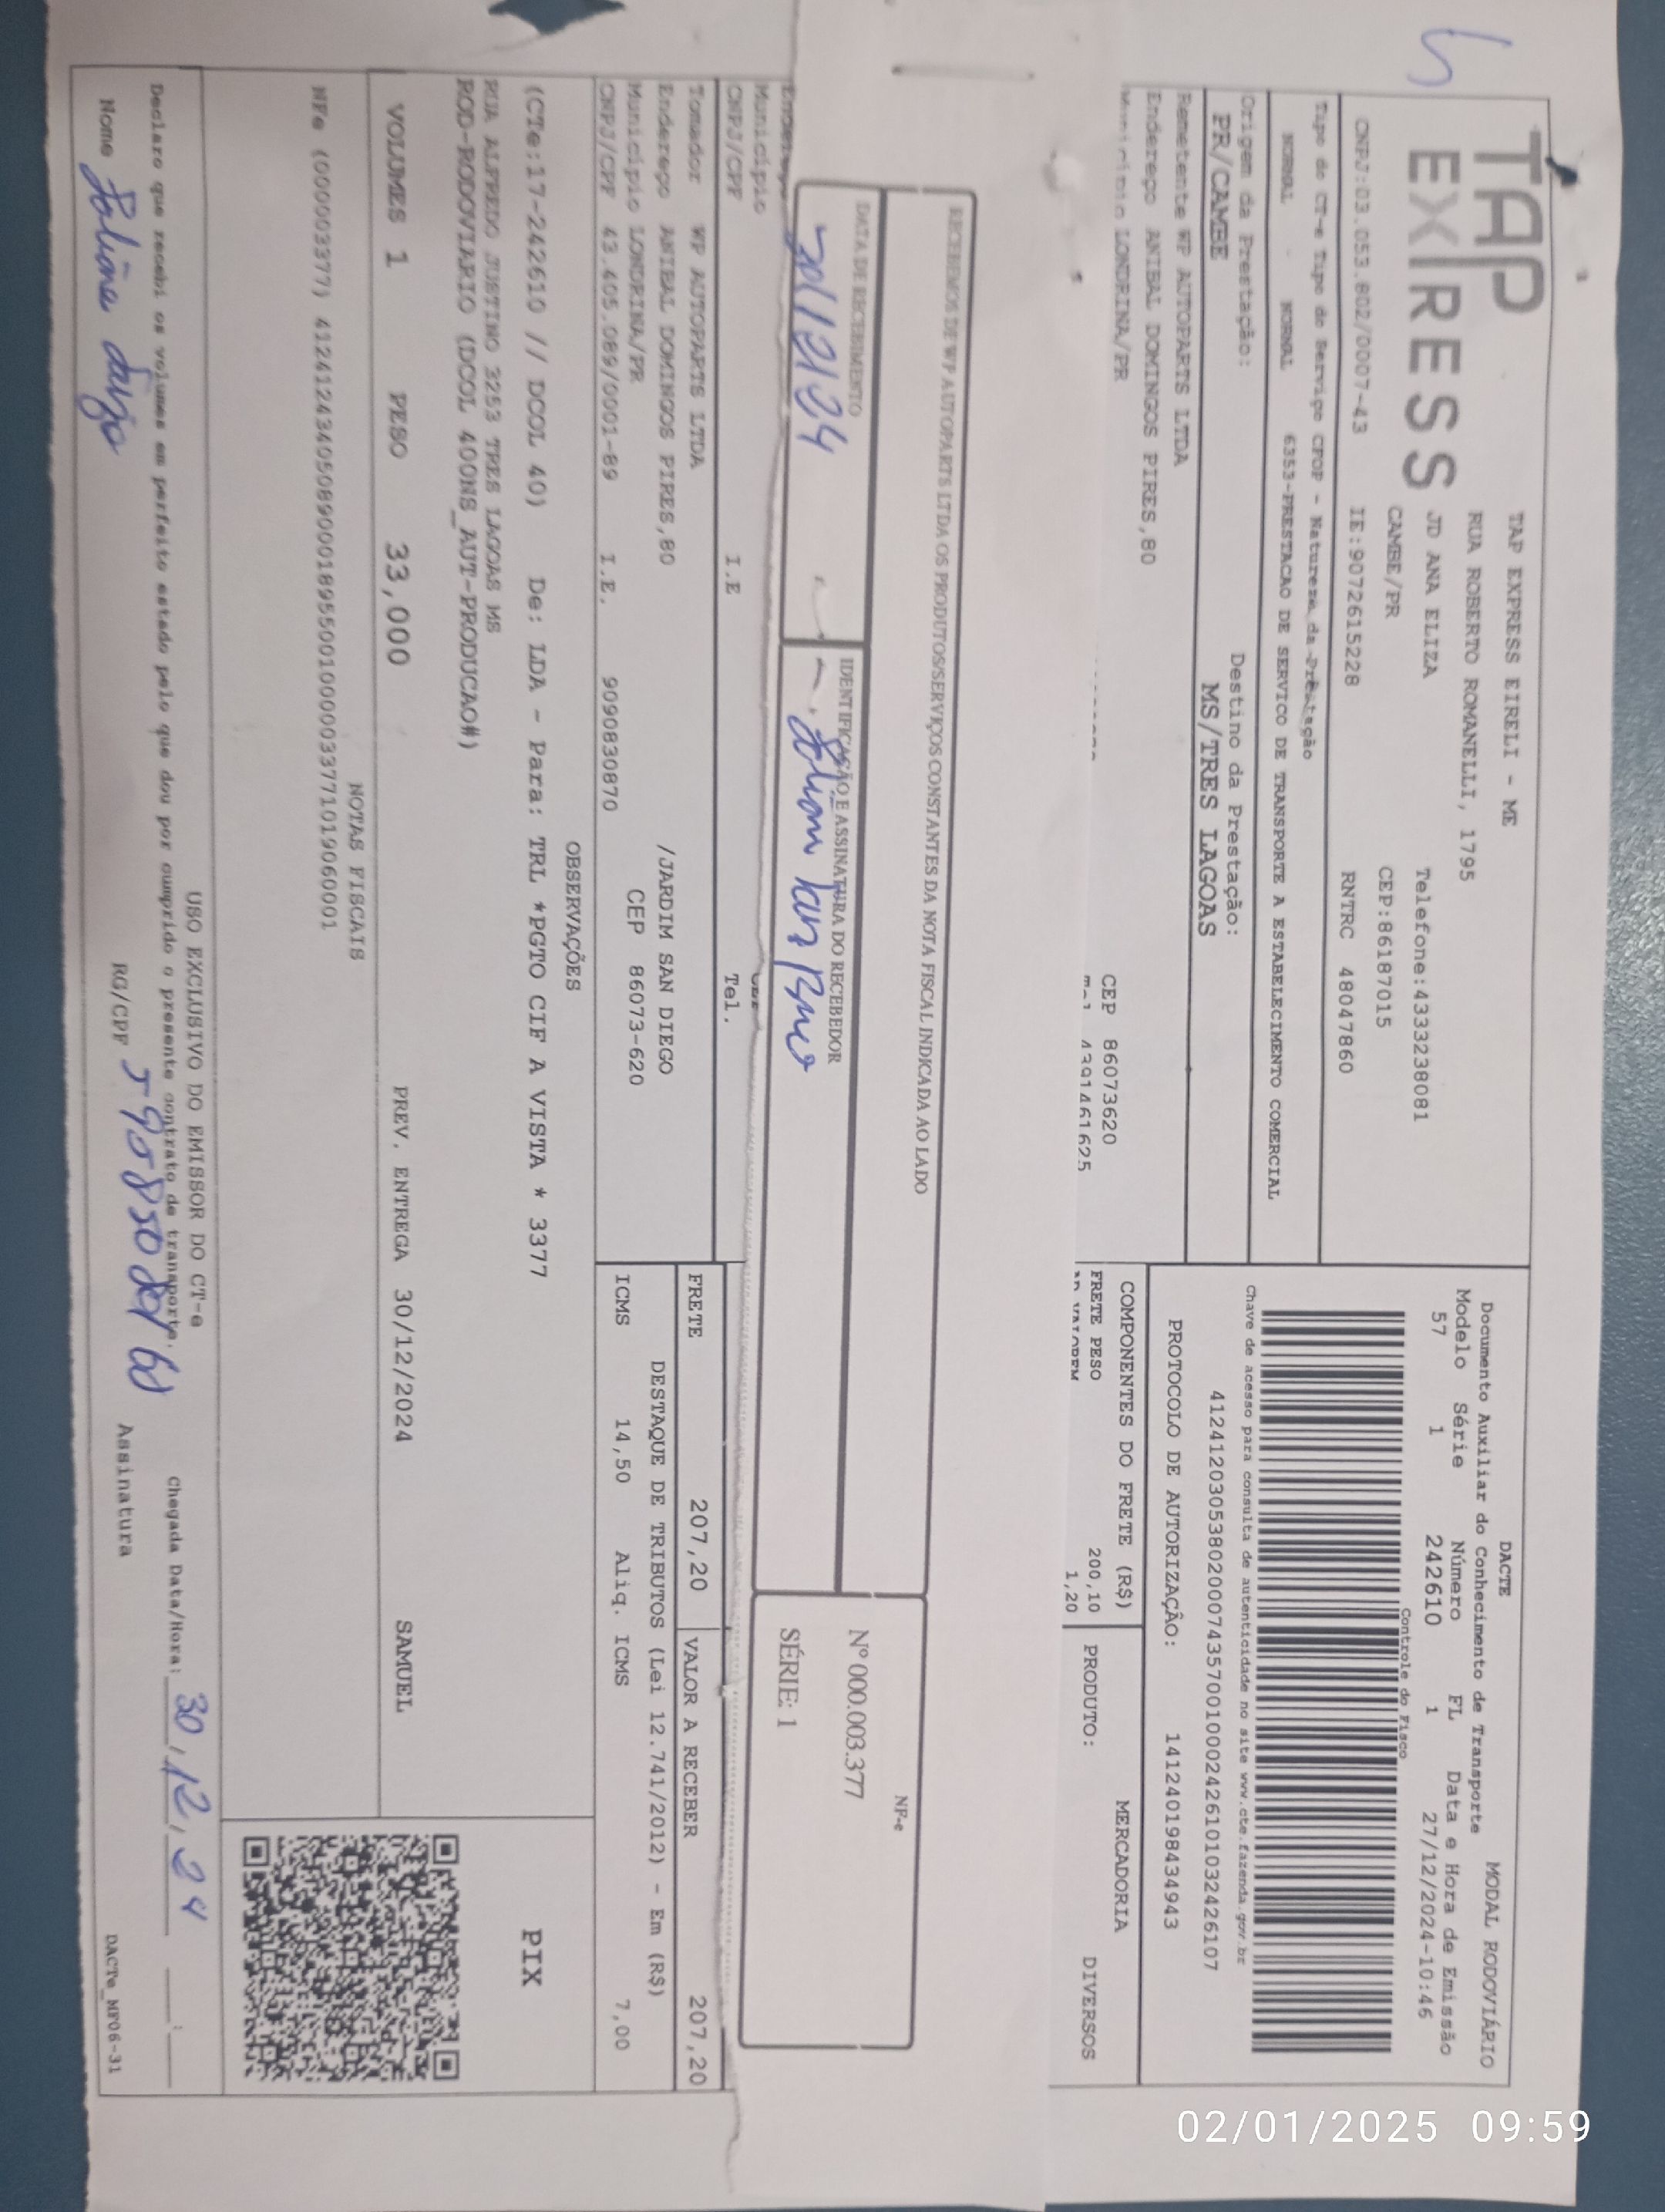 TAP
EXPRESS
TAP EXPRESS EIRELI - ME
RUA ROBERTO ROMANELLI, 1795
JD ANA ELIZA
Telefone:4333238081
CAMBE/PR
CEP:86187015
CNPJ:03.053.802/0007-43
IE:9072615228
RNTRC 48047860
Tipo do CT-e Tipo de Serviço CFOP - Natureza da Prestação
NORMAL - NORMAL 6353-PRESTACAO DE SERVICO DE TRANSPORTE A ESTABELECIMENTO COMERCIAL
Origem da Prestação:
Destino da Prestação:
PR/CAMBE
MS/TRES LAGOAS
Remetente WP AUTOPARTS LTDA
Endereço ANIBAL DOMINGOS PIRES,80
CEP 86073620
Município LONDRINA/PR
4391461625
DACTE
MODAL RODOVIÁRIO
Documento Auxiliar do Conhecimento de Transporte
Modelo Série Número FL Data e Hora de Emissão
57 1 242610 1 27/12/2024-10:46
Controle do Fisco
Chave de acesso para consulta de autenticidade no site www.cte.fazenda.gov.br
41241203053802000743570010002426101032426107
PROTOCOLO DE AUTORIZAÇÃO: 141240198434943
COMPONENTES DO FRETE (R$)
FRETE PESO 200,10
AD VALOREM 1,20
PRODUTO: MERCADORIA DIVERSOS
RECEBEMOS DE WP AUTOPARTS LTDA OS PRODUTOS/SERVIÇOS CONSTANTES DA NOTA FISCAL INDICADA AO LADO
DATA DE RECEBIMENTO
IDENTIFICAÇÃO E ASSINATURA DO RECEBEDOR
NF-e
Nº 000.003.377
SÉRIE: 1
Endereço
Município
CNPJ/CPF
I.E
Tel.
Tomador WP AUTOPARTS LTDA
Endereço ANIBAL DOMINGOS PIRES,80 /JARDIM SAN DIEGO
Município LONDRINA/PR CEP 86073-620
CNPJ/CPF 43.405.089/0001-89 I.E. 9090830870
FRETE 207,20
VALOR A RECEBER 207,20
DESTAQUE DE TRIBUTOS (Lei 12.741/2012) - Em (R$)
ICMS 14,50 Aliq. ICMS 7,00
OBSERVAÇÕES
(CTe:17-242610 // DCOL 40) De: LDA - Para: TRL *PGTO CIF A VISTA * 3377
RUA ALFREDO JUSTINO 3253 TRES LAGOAS MS
ROD-RODOVIARIO (DCOL 400NS_AUT-PRODUCAO#)
PIX
VOLUMES 1 PESO 33,000 PREV. ENTREGA 30/12/2024 SAMUEL
NOTAS FISCAIS
NFe (000003377) 41241243405089000189550010000033771019060001
USO EXCLUSIVO DO EMISSOR DO CT-e
Declaro que recebi os volumes em perfeito estado pelo que dou por cumprido o presente contrato de transporte.
Chegada Data/Hora: 30/12/24
Nome
RG/CPF
Assinatura
DACTe_NF06-31
02/01/2025 09:59